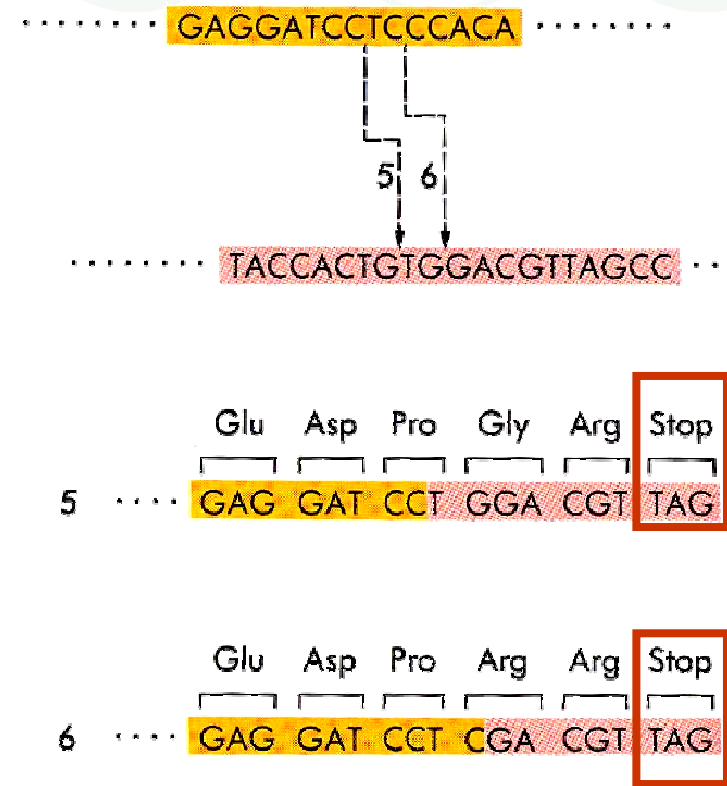 GAGGATCCTCCCACA
5 6
TACCACTGTGGACGTTAGCC
Glu Asp Pro Gly Arg Stop
5 GAG GAT CCT GGA CGT TAG
Glu Asp Pro Arg Arg Stop
6 GAG GAT CCT CGA CGT TAG